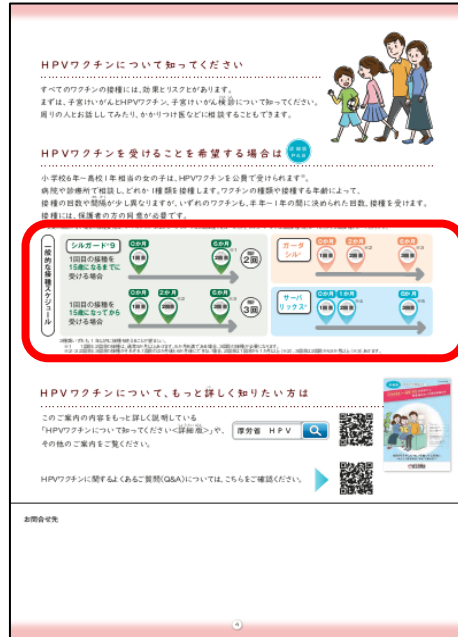 HPVワクチンについて知ってください
すべてのワクチンの接種には、効果とリスクとがあります。
まずは、子宮けいがんとHPVワクチン、子宮けいがん検診について知ってください。
周りの人とお話ししてみたり、かかりつけ医などに相談することもできます。
HPVワクチンを受けることを希望する場合は
小学校6年~高校1年相当の女の子は、HPVワクチンを公費で受けられます
病院や診療所で相談し、どれか1種類を接種します。ワクチンの種類や接種する年齢によって、
接種の回数や間隔が少し異なりますが、いずれのワクチンも、半年~1年の間に決められた回数、接種を受けます。
接種には、保護者の方の同意が必要です。
一般的な接種スケジュール
シルガード®9
1回目の接種を
15歳になるまでに
受ける場合
0か月
6か月
1回目
2回目
2回
1回目の接種を
15歳になってから
受ける場合
0か月
2か月
6か月
1回目
2回目
3回目
3回
ガーダ
シル®
0か月
2か月
6か月
1回目
2回目
3回目
サーバ
リックス®
0か月
1か月
6か月
1回目
2回目
3回目
HPVワクチンについて、もっと詳しく知りたい方は
このご案内の内容をもっと詳しく説明している
「HPVワクチンについて知ってください<詳細版>」や、
その他のご案内をご覧ください。
厚労省 HPV
HPVワクチンに関するよくあるご質問(Q&A)については、こちらをご確認ください。
お問合せ先